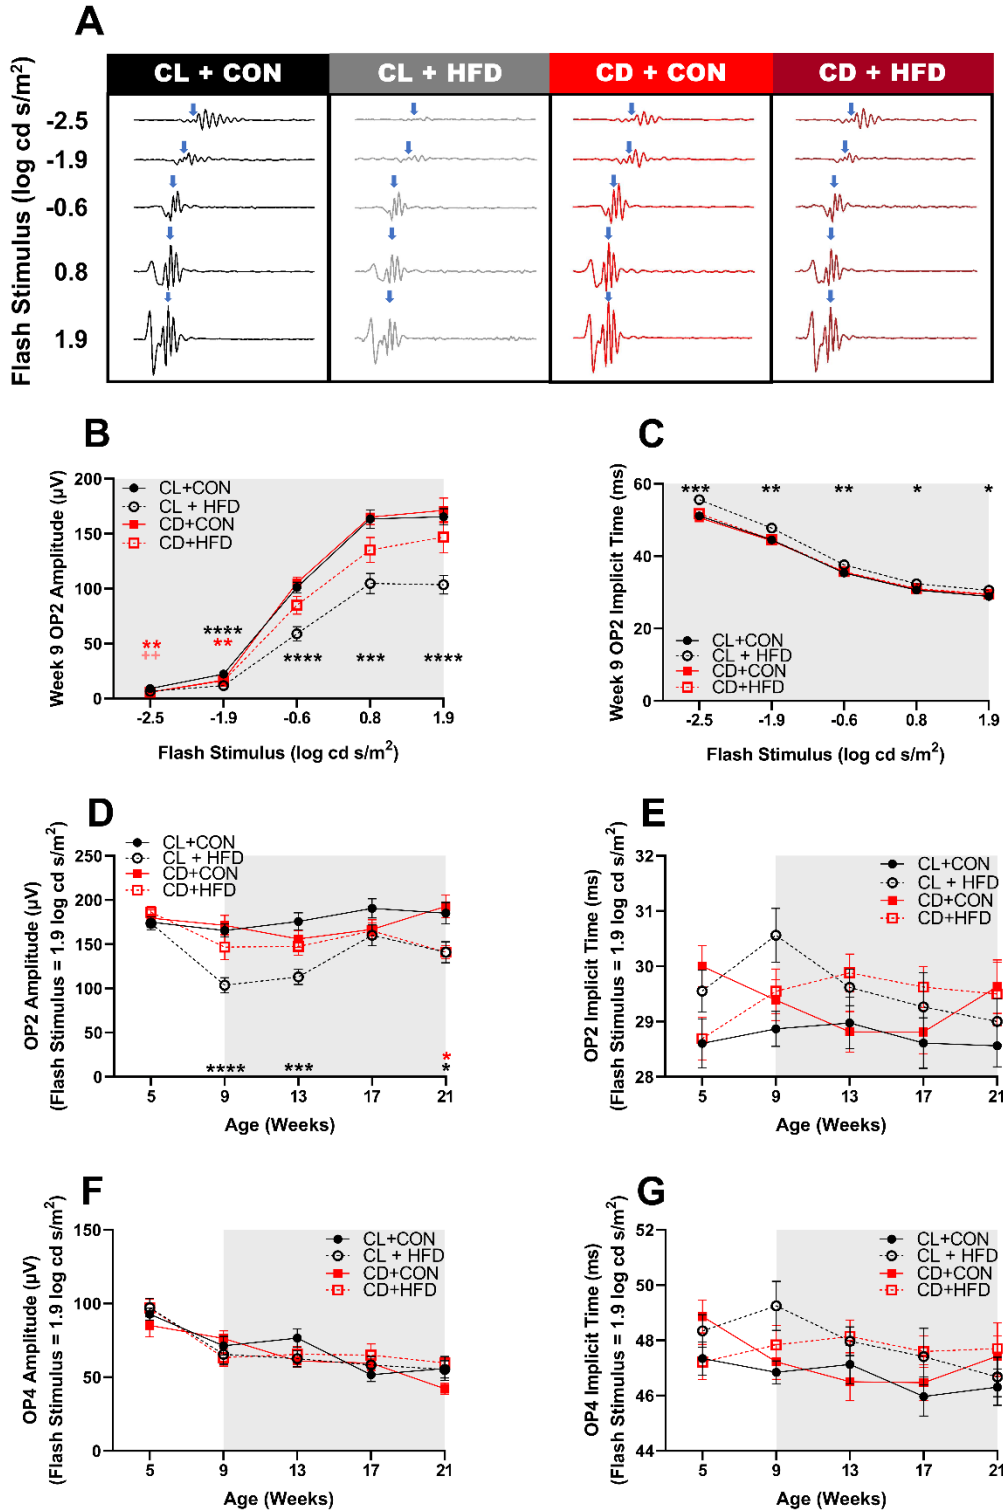 A
CL + CON CL + HFD CD + CON CD + HFD
Flash Stimulus (log cd s/m²)
-2.5
-1.9
-0.6
0.8
1.9
B
Week 9 OP2 Amplitude (µV)
200
150
100
50
0
CL+CON
CL + HFD
CD+CON
CD+HFD
**
++
****
**
****
***
****
-2.5 -1.9 -0.6 0.8 1.9
Flash Stimulus (log cd s/m²)
C
Week 9 OP2 Implicit Time (ms)
60
40
20
0
*** ** ** * *
CL+CON
CL + HFD
CD+CON
CD+HFD
-2.5 -1.9 -0.6 0.8 1.9
Flash Stimulus (log cd s/m²)
D
OP2 Amplitude (µV)
(Flash Stimulus = 1.9 log cd s/m²)
250
200
150
100
50
0
CL+CON
CL + HFD
CD+CON
CD+HFD
*
**** *** *
5 9 13 17 21
Age (Weeks)
E
OP2 Implicit Time (ms)
(Flash Stimulus = 1.9 log cd s/m²)
32
31
30
29
28
CL+CON
CL + HFD
CD+CON
CD+HFD
5 9 13 17 21
Age (Weeks)
F
OP4 Amplitude (µV)
(Flash Stimulus = 1.9 log cd s/m²)
150
100
50
0
CL+CON
CL + HFD
CD+CON
CD+HFD
5 9 13 17 21
Age (Weeks)
G
OP4 Implicit Time (ms)
(Flash Stimulus = 1.9 log cd s/m²)
52
50
48
46
44
CL+CON
CL + HFD
CD+CON
CD+HFD
5 9 13 17 21
Age (Weeks)